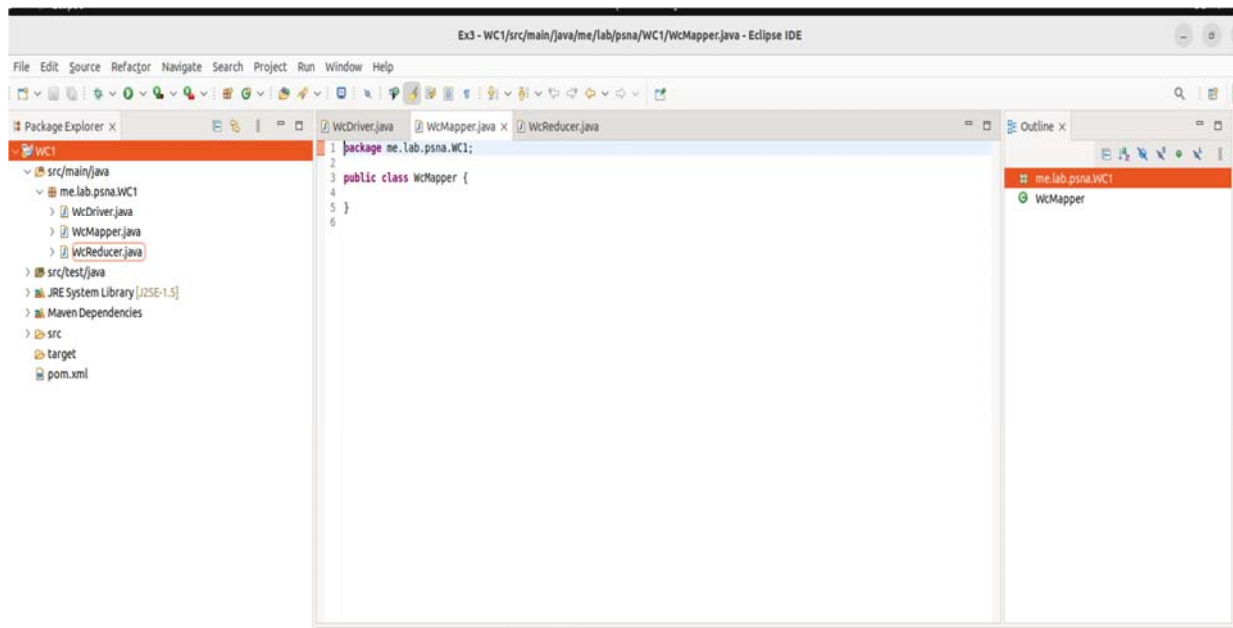 Ex3 - WC1/src/main/java/me/lab/psna/WC1/WcMapper.java - Eclipse IDE
File Edit Source Refactor Navigate Search Project Run Window Help
Package Explorer
WC1
src/main/java
me.lab.psna.WC1
WcDriver.java
WcMapper.java
WcReducer.java
src/test/java
JRE System Library [J2SE-1.5]
Maven Dependencies
src
target
pom.xml
WcDriver.java WcMapper.java WcReducer.java
1 package me.lab.psna.WC1;
2
3 public class WcMapper {
4
5 }
6
Outline
me.lab.psna.WC1
WcMapper